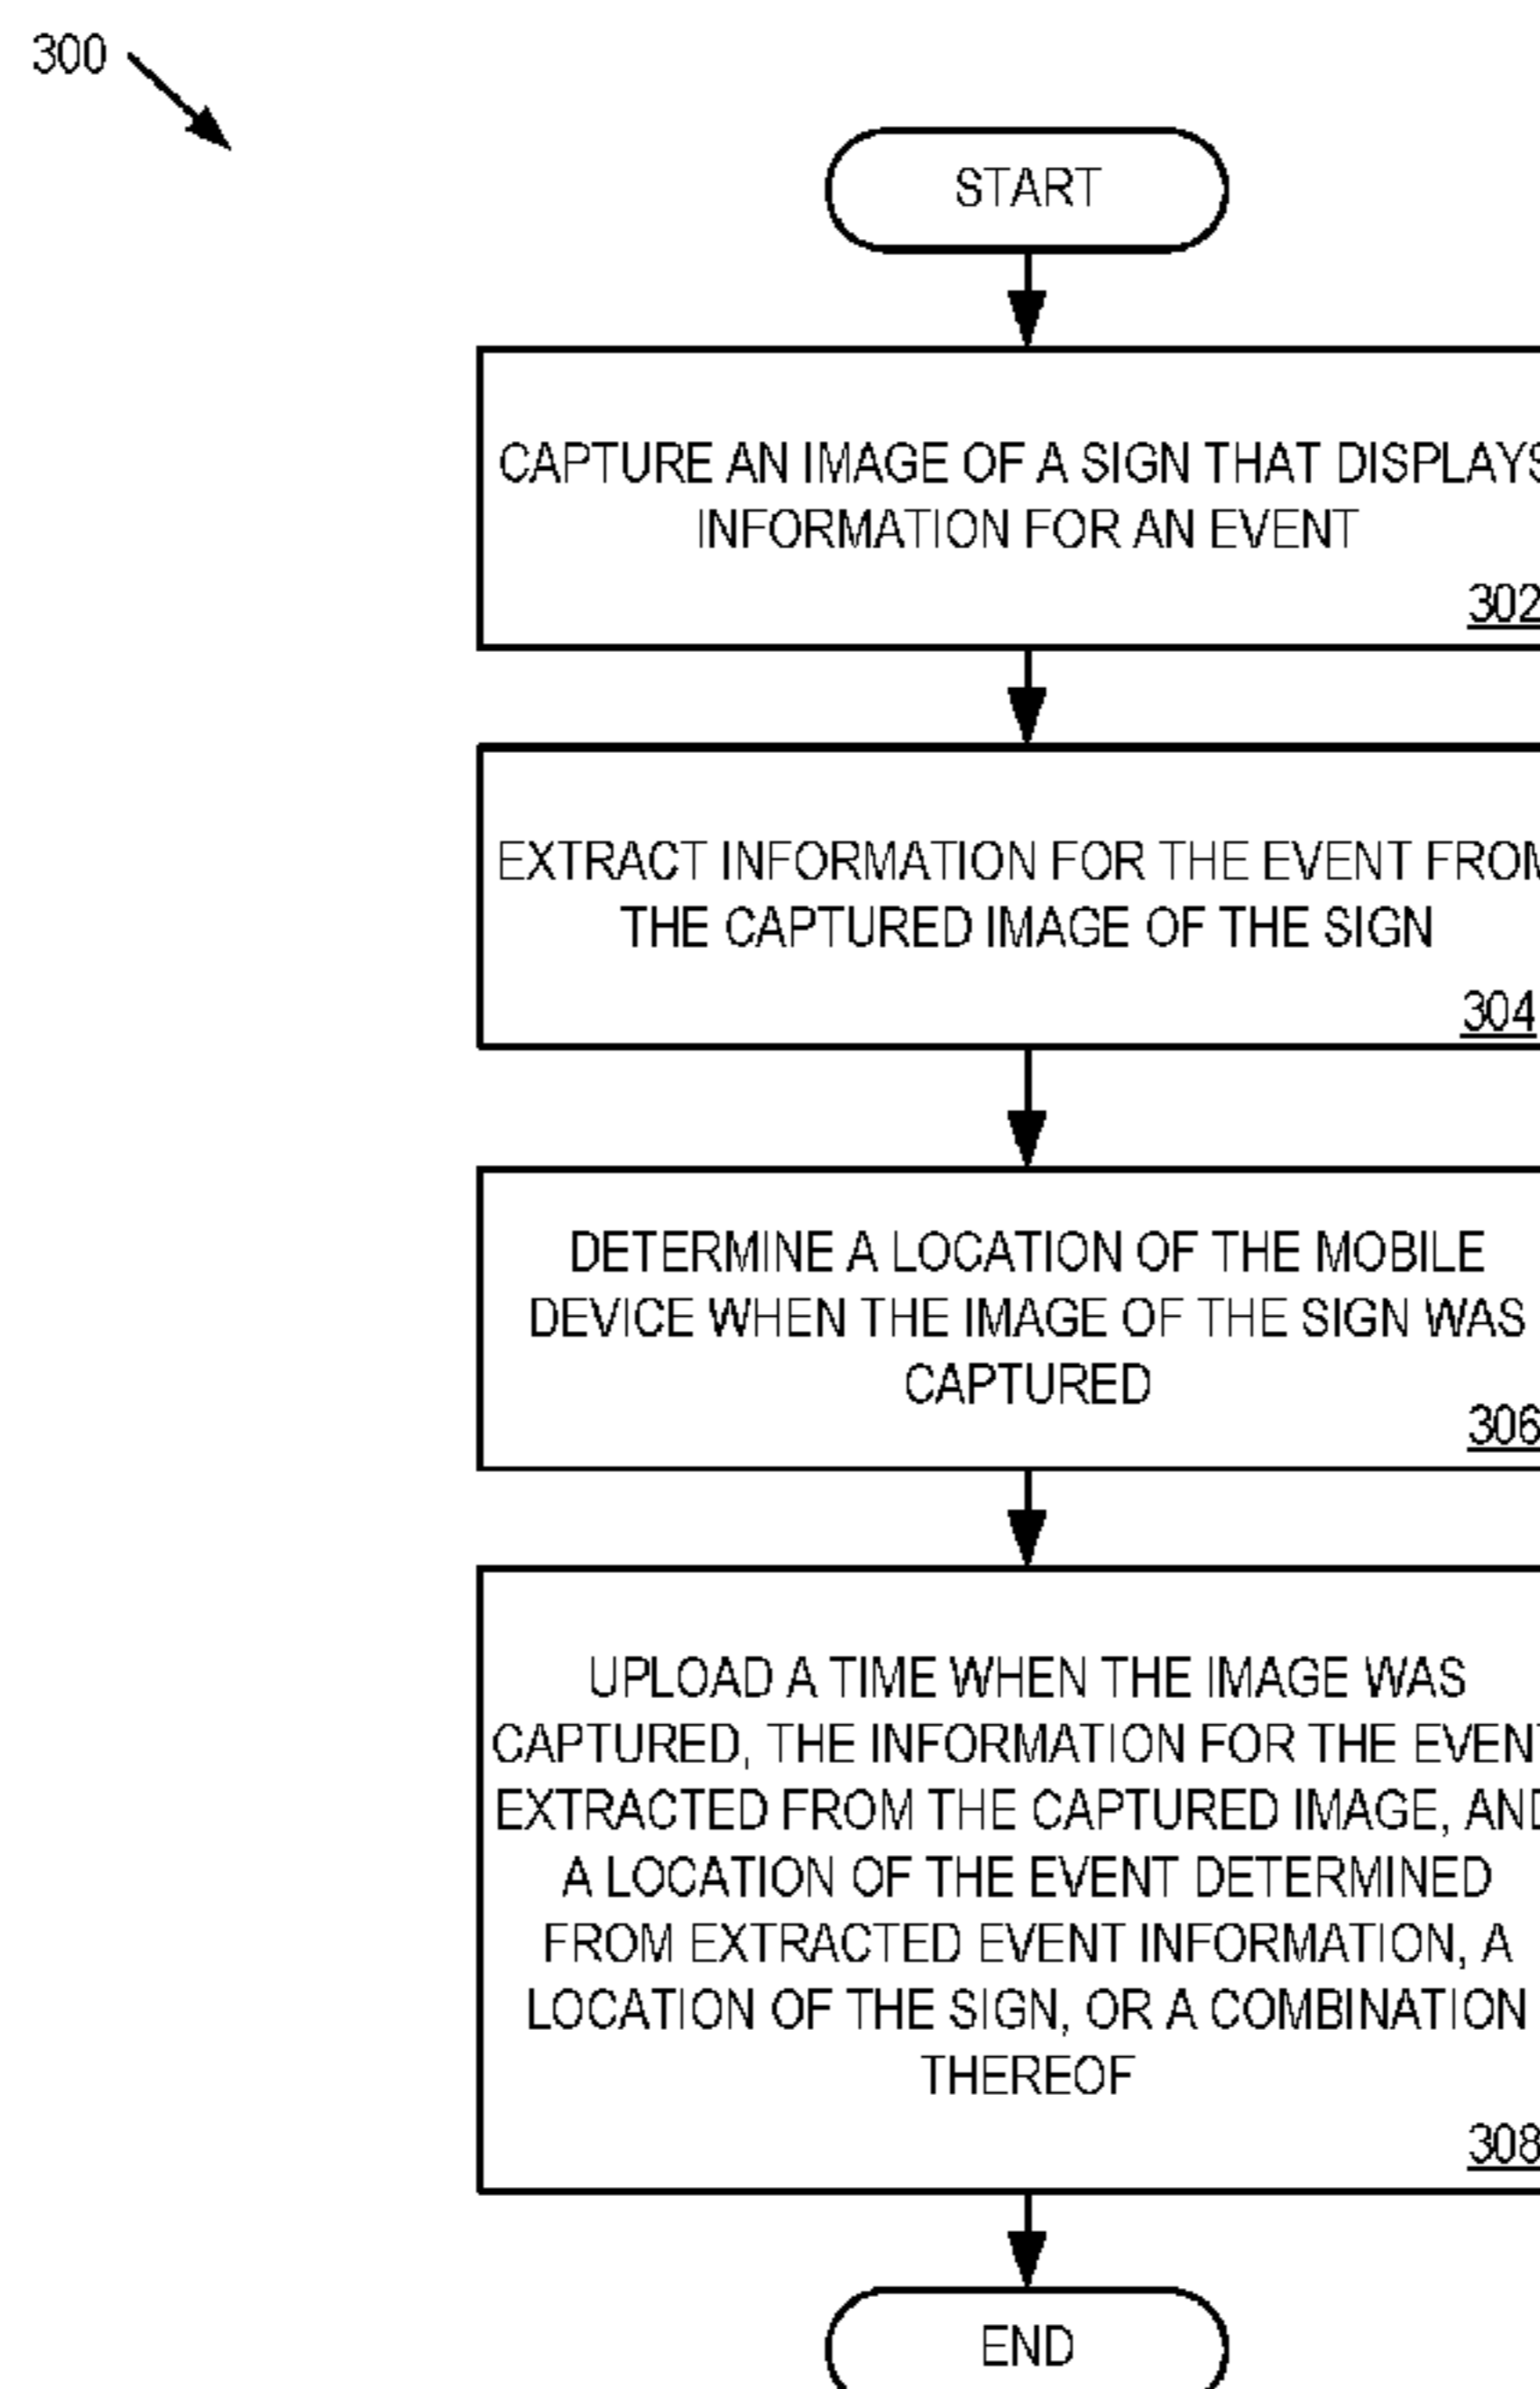 300
START
CAPTURE AN IMAGE OF A SIGN THAT DISPLAYS
INFORMATION FOR AN EVENT
302
EXTRACT INFORMATION FOR THE EVENT FROM
THE CAPTURED IMAGE OF THE SIGN
304
DETERMINE A LOCATION OF THE MOBILE
DEVICE WHEN THE IMAGE OF THE SIGN WAS
CAPTURED
306
UPLOAD A TIME WHEN THE IMAGE WAS
CAPTURED, THE INFORMATION FOR THE EVENT
EXTRACTED FROM THE CAPTURED IMAGE, AND
A LOCATION OF THE EVENT DETERMINED
FROM EXTRACTED EVENT INFORMATION, A
LOCATION OF THE SIGN, OR A COMBINATION
THEREOF
308
END